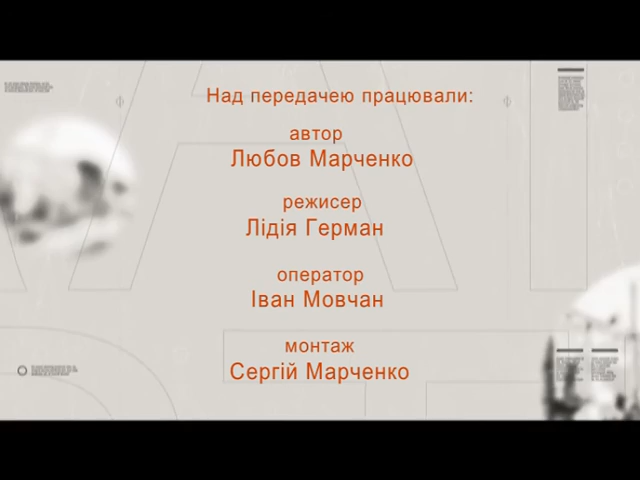 Над передачею працювали:
автор
Любов Марченко
режисер
Лідія Герман
оператор
Іван Мовчан
монтаж
Сергій Марченко